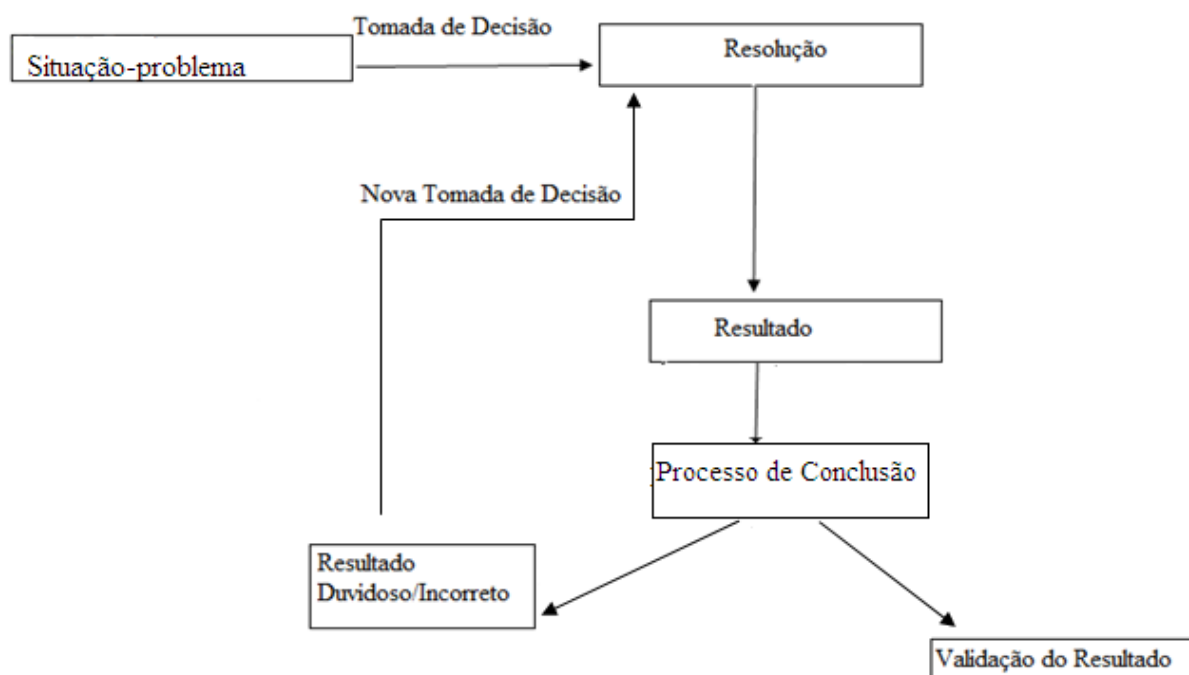 Tomada de Decisão
Situação-problema
Resolução
Nova Tomada de Decisão
Resultado
Processo de Conclusão
Resultado
Duvidoso/Incorreto
Validação do Resultado